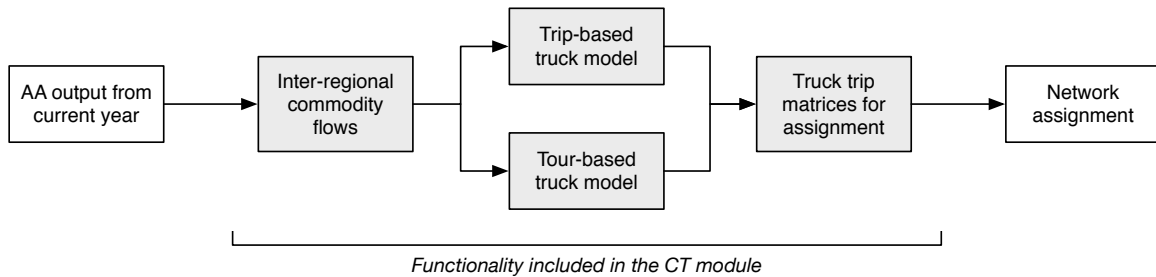 AA output from
current year
Inter-regional
commodity
flows
Trip-based
truck model
Tour-based
truck model
Truck trip
matrices for
assignment
Network
assignment
Functionality included in the CT module